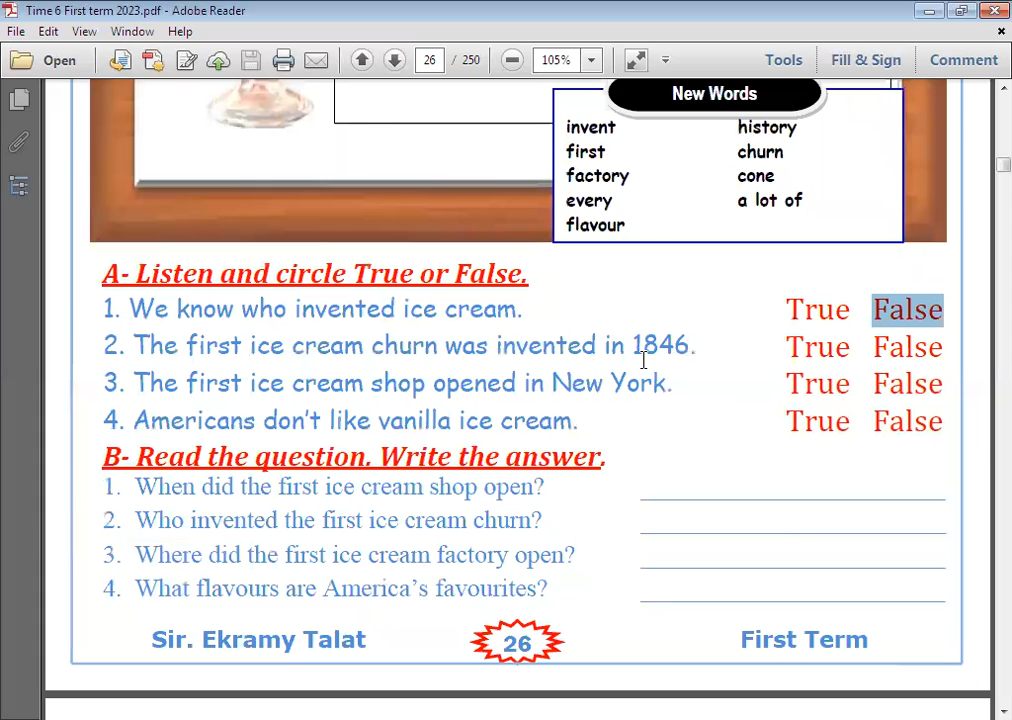 Time 6 First term 2023.pdf - Adobe Reader
File Edit View Window Help
Open 26 / 250 105% Tools Fill & Sign Comment
New Words
invent history
first churn
factory cone
every a lot of
flavour
A- Listen and circle True or False.
1. We know who invented ice cream. True False
2. The first ice cream churn was invented in 1846. True False
3. The first ice cream shop opened in New York. True False
4. Americans don't like vanilla ice cream. True False
B- Read the question. Write the answer.
1. When did the first ice cream shop open?
2. Who invented the first ice cream churn?
3. Where did the first ice cream factory open?
4. What flavours are America's favourites?
Sir. Ekramy Talat 26 First Term